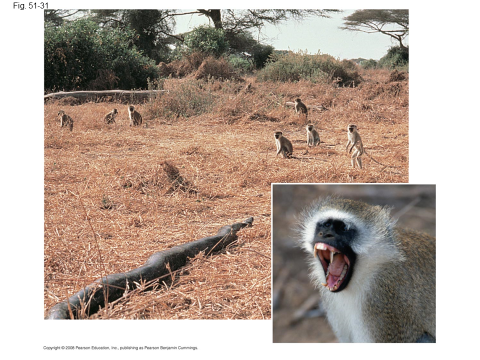 Fig. 51-31
Copyright © 2008 Pearson Education, Inc., publishing as Pearson Benjamin Cummings.